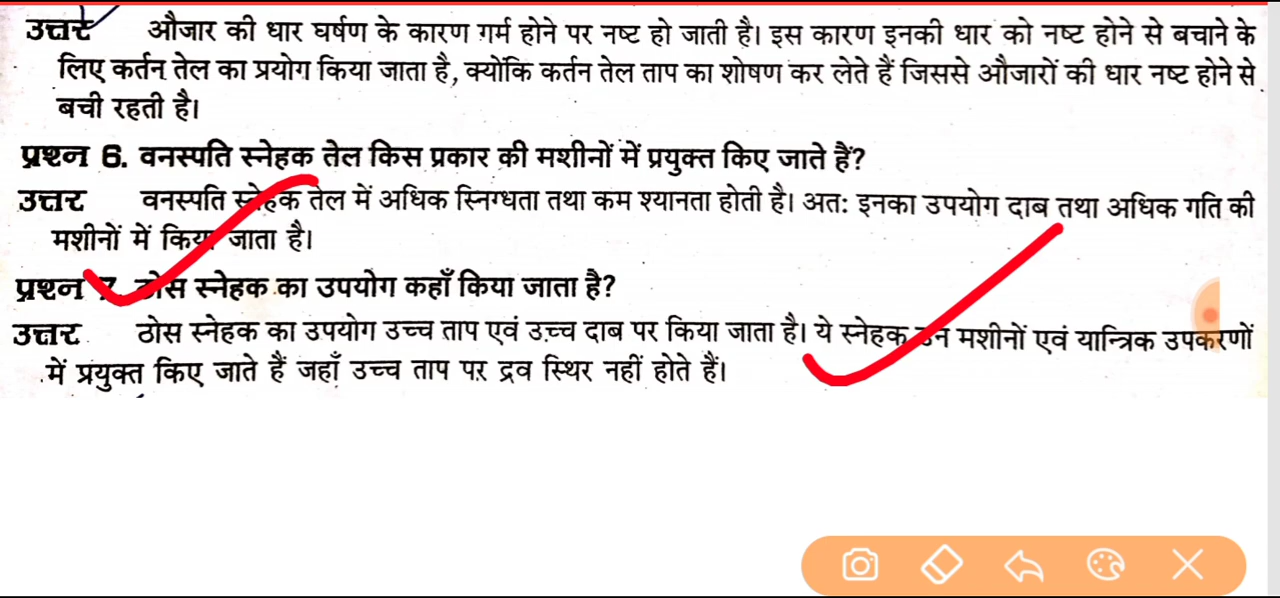 उत्तर औजार की धार घर्षण के कारण गर्म होने पर नष्ट हो जाती है। इस कारण इनकी धार को नष्ट होने से बचाने के
लिए कर्तन तेल का प्रयोग किया जाता है, क्योंकि कर्तन तेल ताप का शोषण कर लेते हैं जिससे औजारों की धार नष्ट होने से
बची रहती है।
प्रश्न 6. वनस्पति स्नेहक तेल किस प्रकार की मशीनों में प्रयुक्त किए जाते हैं?
उत्तर वनस्पति स्नेहक तेल में अधिक स्निग्धता तथा कम श्यानता होती है। अतः इनका उपयोग दाब तथा अधिक गति की
मशीनों में किया जाता है।
प्रश्न 7. ठोस स्नेहक का उपयोग कहाँ किया जाता है?
उत्तर ठोस स्नेहक का उपयोग उच्च ताप एवं उच्च दाब पर किया जाता है। ये स्नेहक उन मशीनों एवं यान्त्रिक उपकरणों
में प्रयुक्त किए जाते हैं जहाँ उच्च ताप पर द्रव स्थिर नहीं होते हैं।